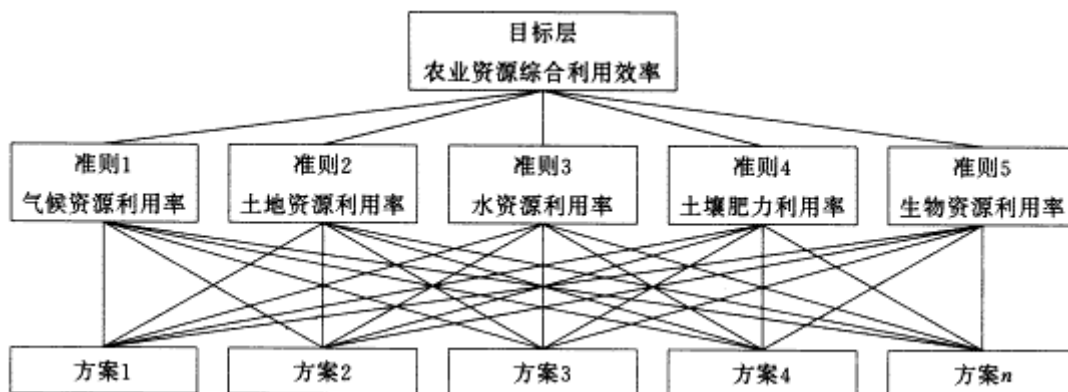 目标层
农业资源综合利用效率
准则1
气候资源利用率
准则2
土地资源利用率
准则3
水资源利用率
准则4
土壤肥力利用率
准则5
生物资源利用率
方案1
方案2
方案3
方案4
方案n